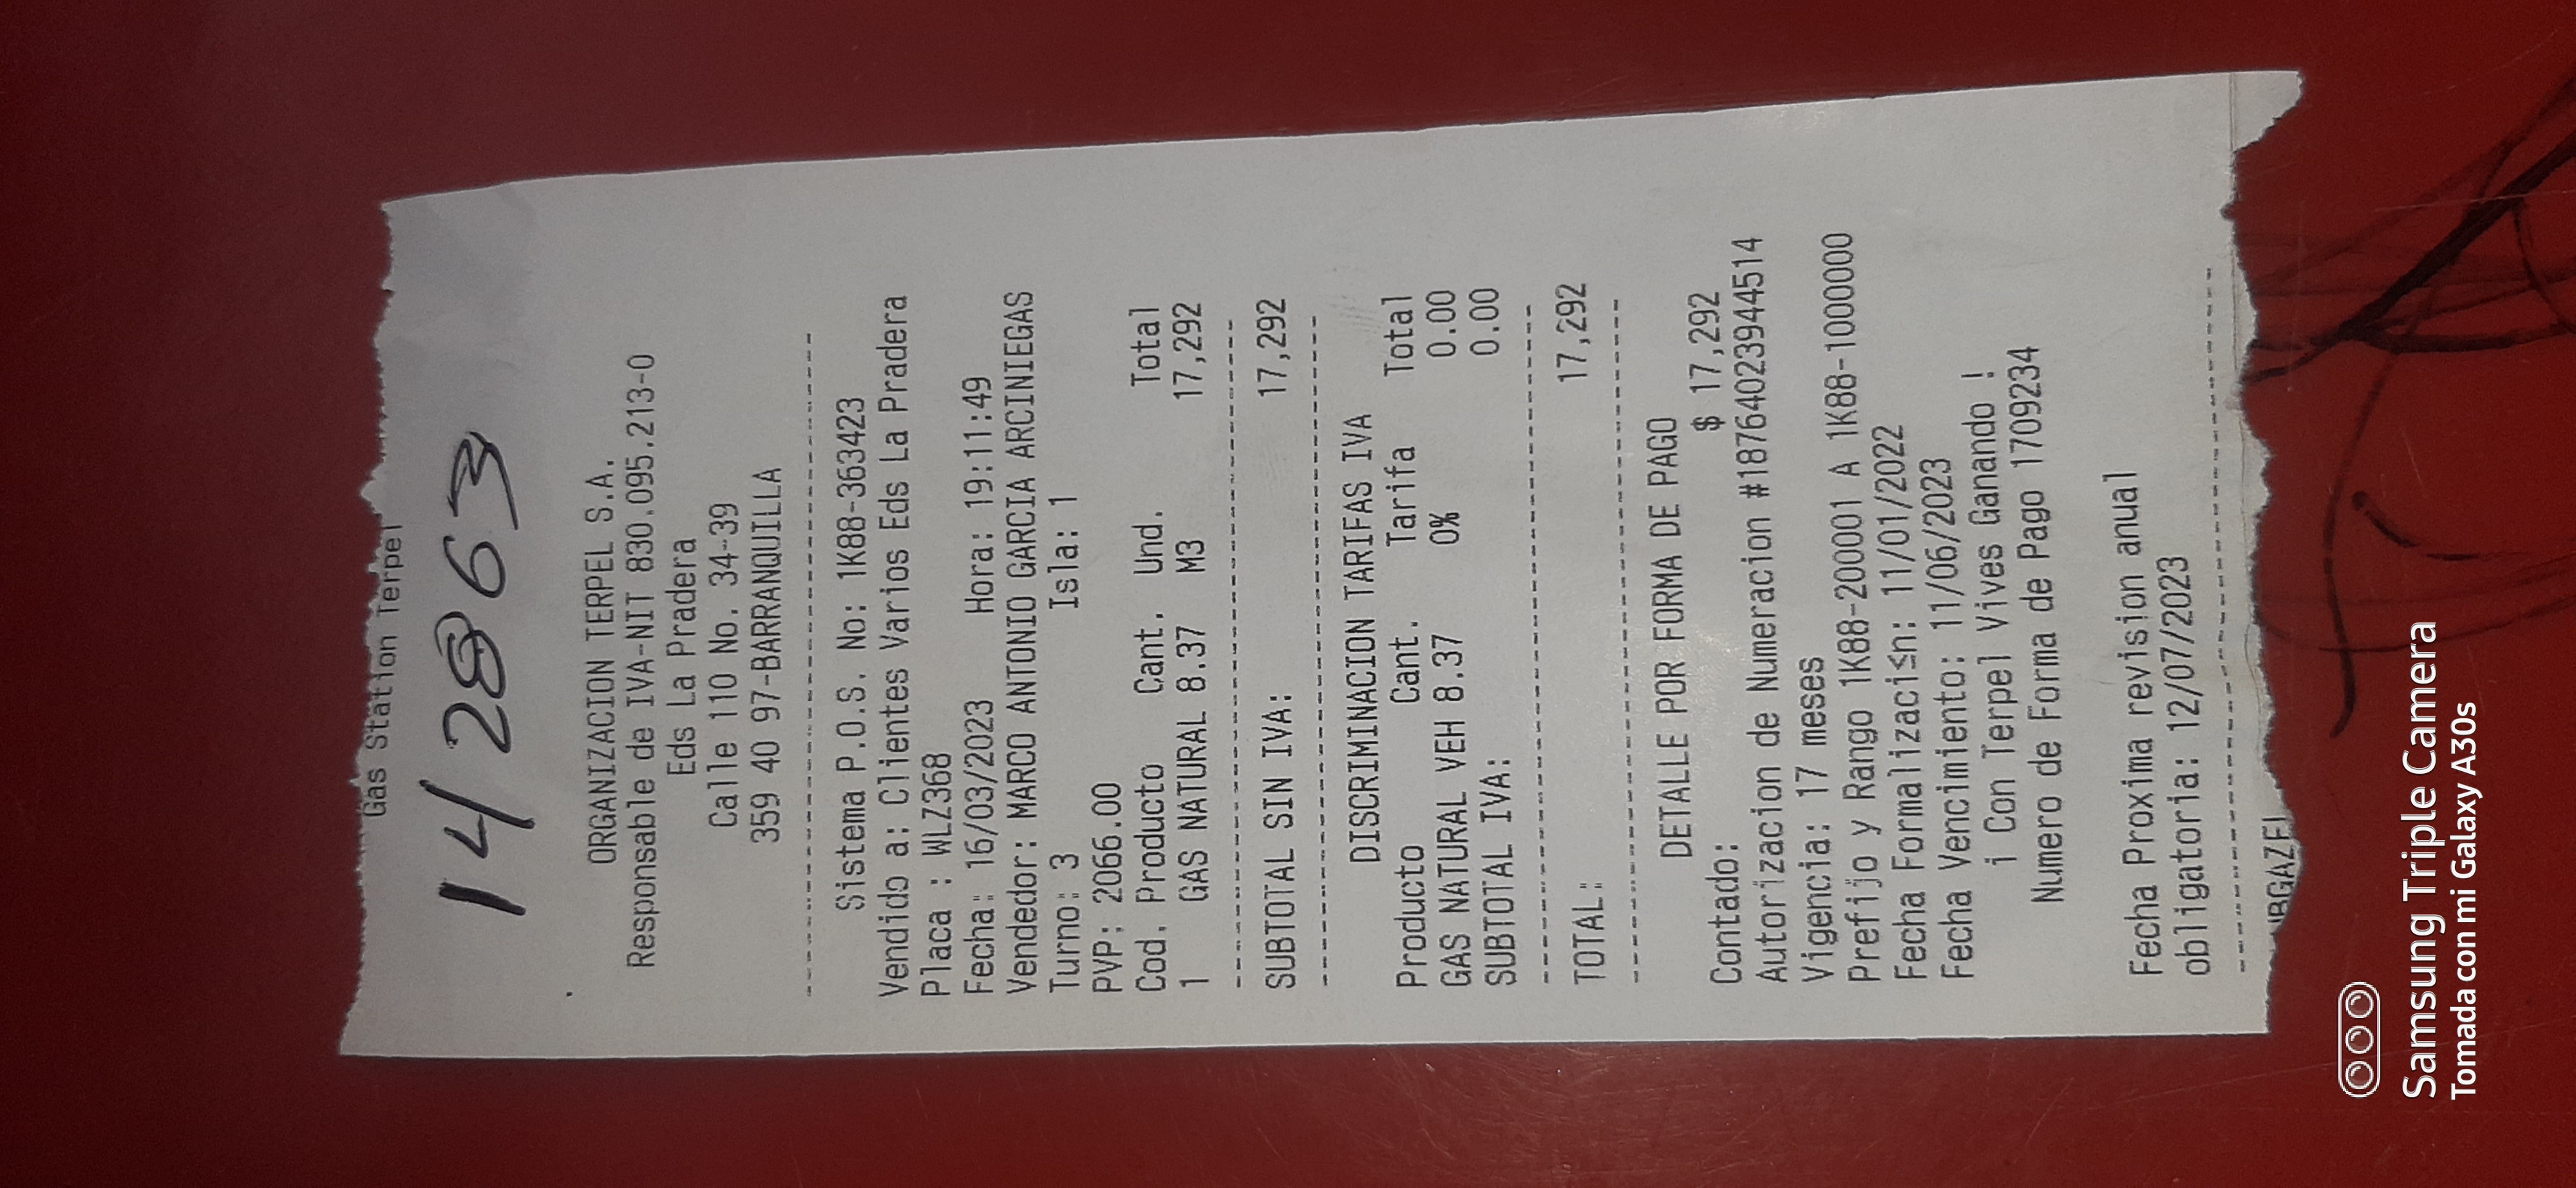 Gas Station Terpel
142863
ORGANIZACION TERPEL S.A.
Responsable de IVA-NIT 830.095.213-0
Eds La Pradera
Calle 110 No. 34-39
359 40 97-BARRANQUILLA
Sistema P.O.S. No: 1K88-363423
Vendido a: Clientes Varios Eds La Pradera
Placa : WLZ368
Fecha: 16/03/2023 Hora: 19:11:49
Vendedor: MARCO ANTONIO GARCIA ARCINIEGAS
Turno: 3 Isla: 1
PVP: 2066.00
Cod. Producto Cant. Und. Total
1 GAS NATURAL 8.37 M3 17,292
SUBTOTAL SIN IVA: 17,292
DISCRIMINACION TARIFAS IVA
Producto Cant. Tarifa Total
GAS NATURAL VEH 8.37 0% 0.00
SUBTOTAL IVA: 0.00
TOTAL: 17,292
DETALLE POR FORMA DE PAGO
Contado: $ 17,292
Autorizacion de Numeracion #18764023944514
Vigencia: 17 meses
Prefijo y Rango 1K88-200001 A 1K88-1000000
Fecha Formalizaci≤n: 11/01/2022
Fecha Vencimiento: 11/06/2023
¡ Con Terpel Vives Ganando !
Numero de Forma de Pago 1709234
Fecha Proxima revision anual
obligatoria: 12/07/2023
Samsung Triple Camera
Tomada con mi Galaxy A30s